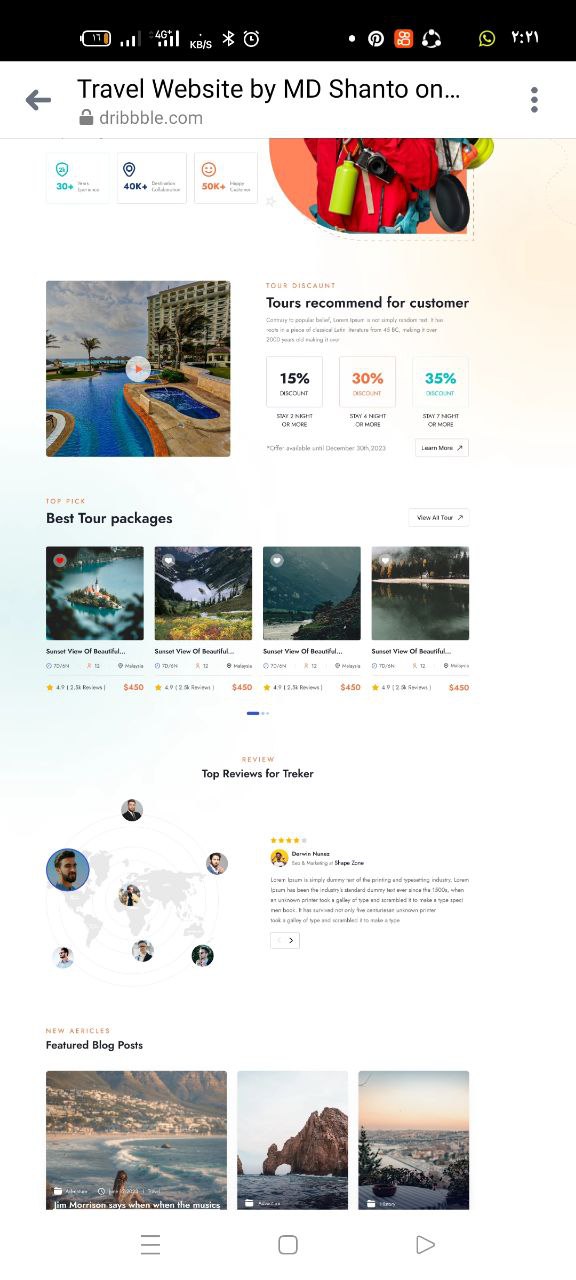 ١٦
4G+
KB/S
٢:٢١
Travel Website by MD Shanto on...
dribbble.com
30+ Years
40K+ Destination Collaboration
50K+ Happy Customer
TOUR DISCAUNT
Tours recommend for customer
Contrary to popular belief, Lorem Ipsum is not simply random text. It has
roots in a piece of classical Latin literature from 45 BC, making it over
2000 years old making it over
15%
DISCOUNT
STAY 2 NIGHT
OR MORE
30%
DISCOUNT
STAY 4 NIGHT
OR MORE
35%
DISCOUNT
STAY 7 NIGHT
OR MORE
*Offer available until December 30th,2023
Learn More
TOP PICK
Best Tour packages
View All Tour
Sunset View Of Beautiful...
7D/6N 12 Malaysia
4.9 ( 2.5k Reviews ) $450
Sunset View Of Beautiful...
7D/6N 12 Malaysia
4.9 ( 2.5k Reviews ) $450
Sunset View Of Beautiful...
7D/6N 12 Malaysia
4.9 ( 2.5k Reviews ) $450
Sunset View Of Beautiful...
7D/6N 12 Malaysia
4.9 ( 2.5k Reviews ) $450
REVIEW
Top Reviews for Treker
Derwin Nunez
Seo & Marketing at Shape Zone
Lorem Ipsum is simply dummy text of the printing and typesetting industry. Lorem
Ipsum has been the industry's standard dummy text ever since the 1500s, when
an unknown printer took a galley of type and scrambled it to make a type speci
men book. It has survived not only five centuriesan unknown printer
took a galley of type and scrambled it to make a type
NEW AERICLES
Featured Blog Posts
Adventure June 12,2023 Travel
Jim Morrison says when when the musics
Adventure
History